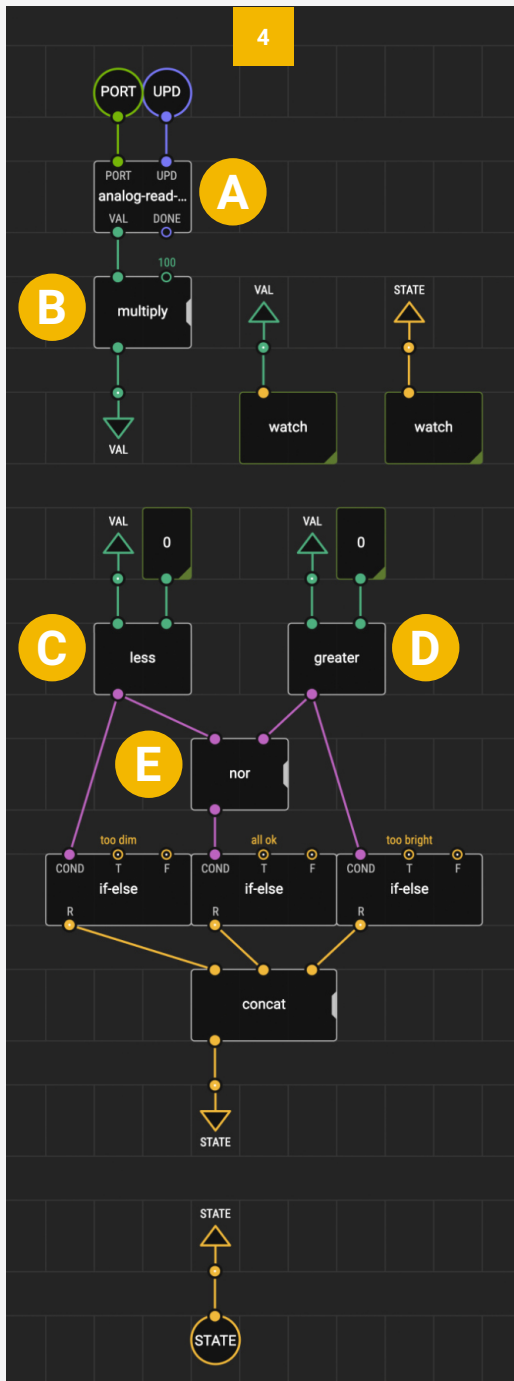 4
PORT UPD
PORT UPD
analog-read-...
VAL DONE
A
100
multiply
B
VAL
VAL STATE
watch watch
VAL 0 VAL 0
C less greater D
E nor
too dim all ok too bright
COND T F COND T F COND T F
if-else if-else if-else
R R R
concat
STATE
STATE
STATE